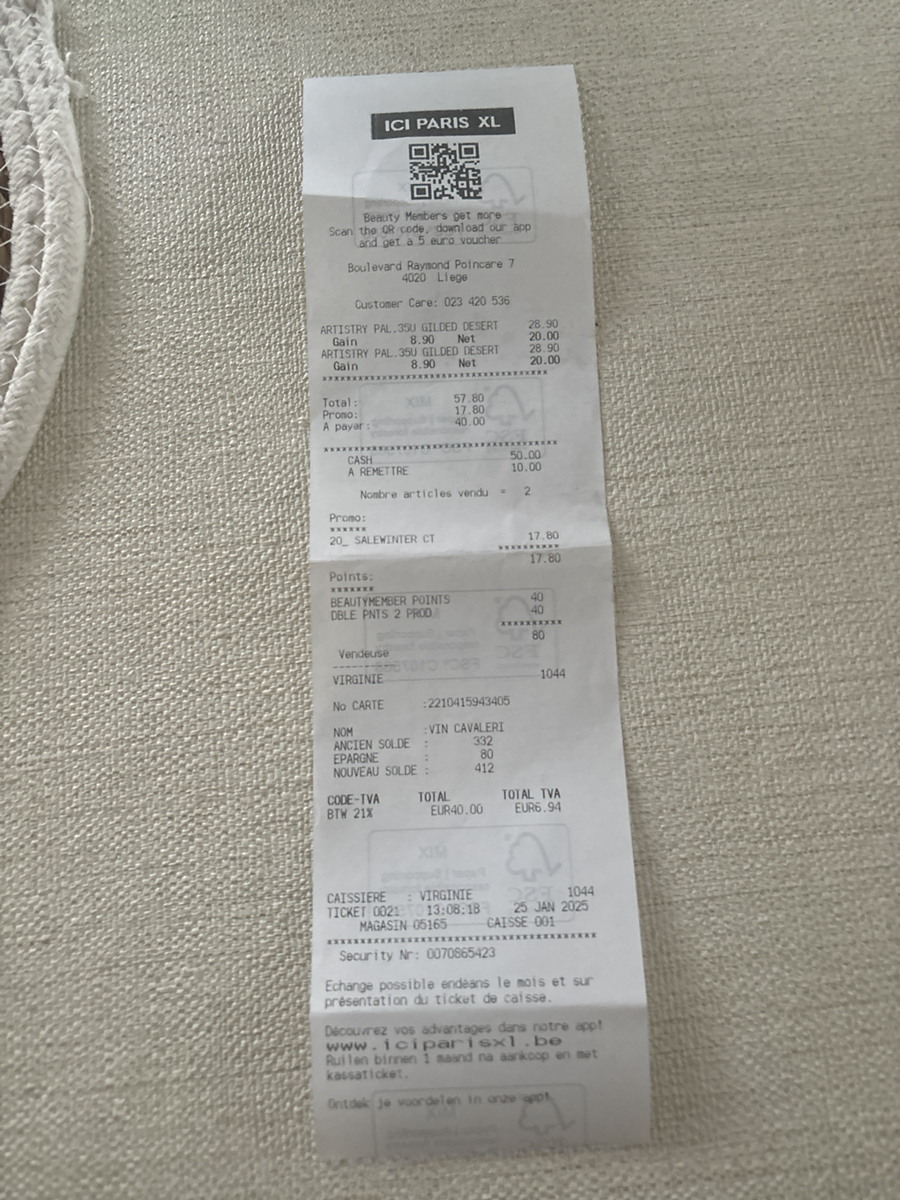 ICI PARIS XL
Beauty Members get more
Scan the QR code, download our app
and get a 5 euro voucher
Boulevard Raymond Poincare 7
4020 Liege
Customer Care: 023 420 536
ARTISTRY PAL.35U GILDED DESERT 28.90
Gain 8.90 Net 20.00
ARTISTRY PAL.35U GILDED DESERT 28.90
Gain 8.90 Net 20.00
****************************************
Total: 57.80
Promo: 17.80
A payer: 40.00
****************************************
CASH 50.00
A REMETTRE 10.00
Nombre articles vendu = 2
Promo:
******
20_ SALEWINTER CT 17.80
**********
17.80
Points:
*******
BEAUTYMEMBER POINTS 40
DBLE PNTS 2 PROD 40
**********
80
Vendeuse
----------
VIRGINIE 1044
No CARTE :2210415943405
NOM :VIN CAVALERI
ANCIEN SOLDE : 332
EPARGNE : 80
NOUVEAU SOLDE : 412
CODE-TVA TOTAL TOTAL TVA
BTW 21% EUR40.00 EUR6.94
CAISSIERE : VIRGINIE 1044
TICKET 0021 13:08:18 25 JAN 2025
MAGASIN 05165 CAISSE 001
****************************************
Security Nr: 0070865423
Echange possible endéans le mois et sur
présentation du ticket de caisse.
Découvrez vos advantages dans notre app!
www.iciparisxl.be
Ruilen binnen 1 maand na aankoop en met
kassaticket.
Ontdek je voordelen in onze app!